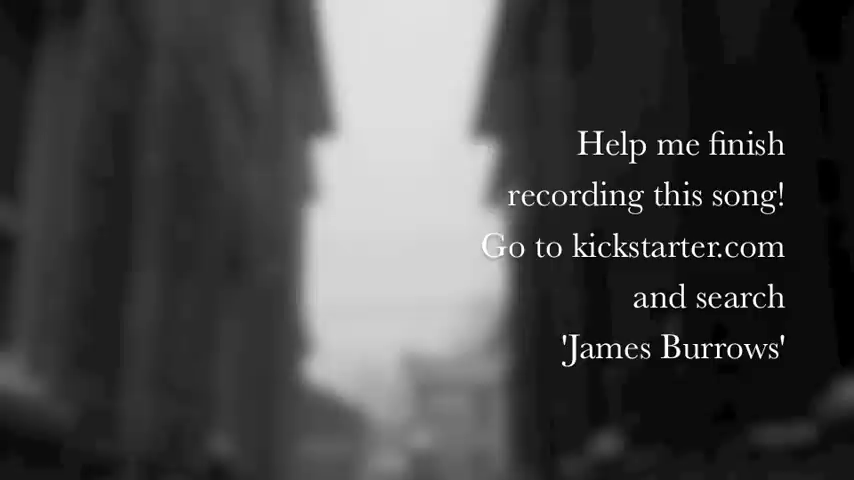 Help me finish
recording this song!
Go to kickstarter.com
and search
'James Burrows'